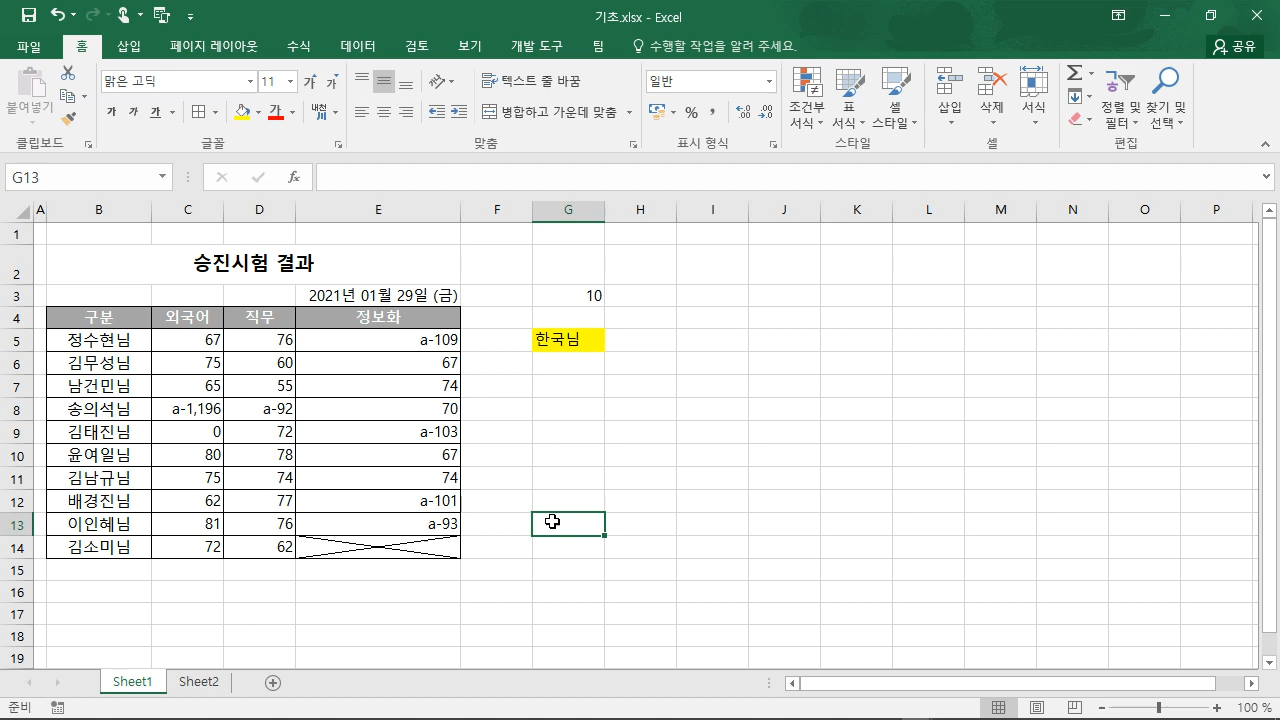 기초.xlsx - Excel
파일 홈 삽입 페이지 레이아웃 수식 데이터 검토 보기 개발 도구 팀 수행할 작업을 알려 주세요. 공유
맑은 고딕 11 가 가 텍스트 줄 바꿈 일반
붙여넣기 가 가 가 가 내천 병합하고 가운데 맞춤 % , 조건부 서식 표 서식 셀 스타일 삽입 삭제 서식 정렬 및 필터 찾기 및 선택
클립보드 글꼴 맞춤 표시 형식 스타일 셀 편집
G13 fx
A B C D E F G H I J K L M N O P
1
2 승진시험 결과
3 2021년 01월 29일 (금) 10
4 구분 외국어 직무 정보화
5 정수현님 67 76 a-109 한국님
6 김무성님 75 60 67
7 남건민님 65 55 74
8 송의석님 a-1,196 a-92 70
9 김태진님 0 72 a-103
10 윤여일님 80 78 67
11 김남규님 75 74 74
12 배경진님 62 77 a-101
13 이인혜님 81 76 a-93
14 김소미님 72 62
15
16
17
18
19
Sheet1 Sheet2
준비 100 %